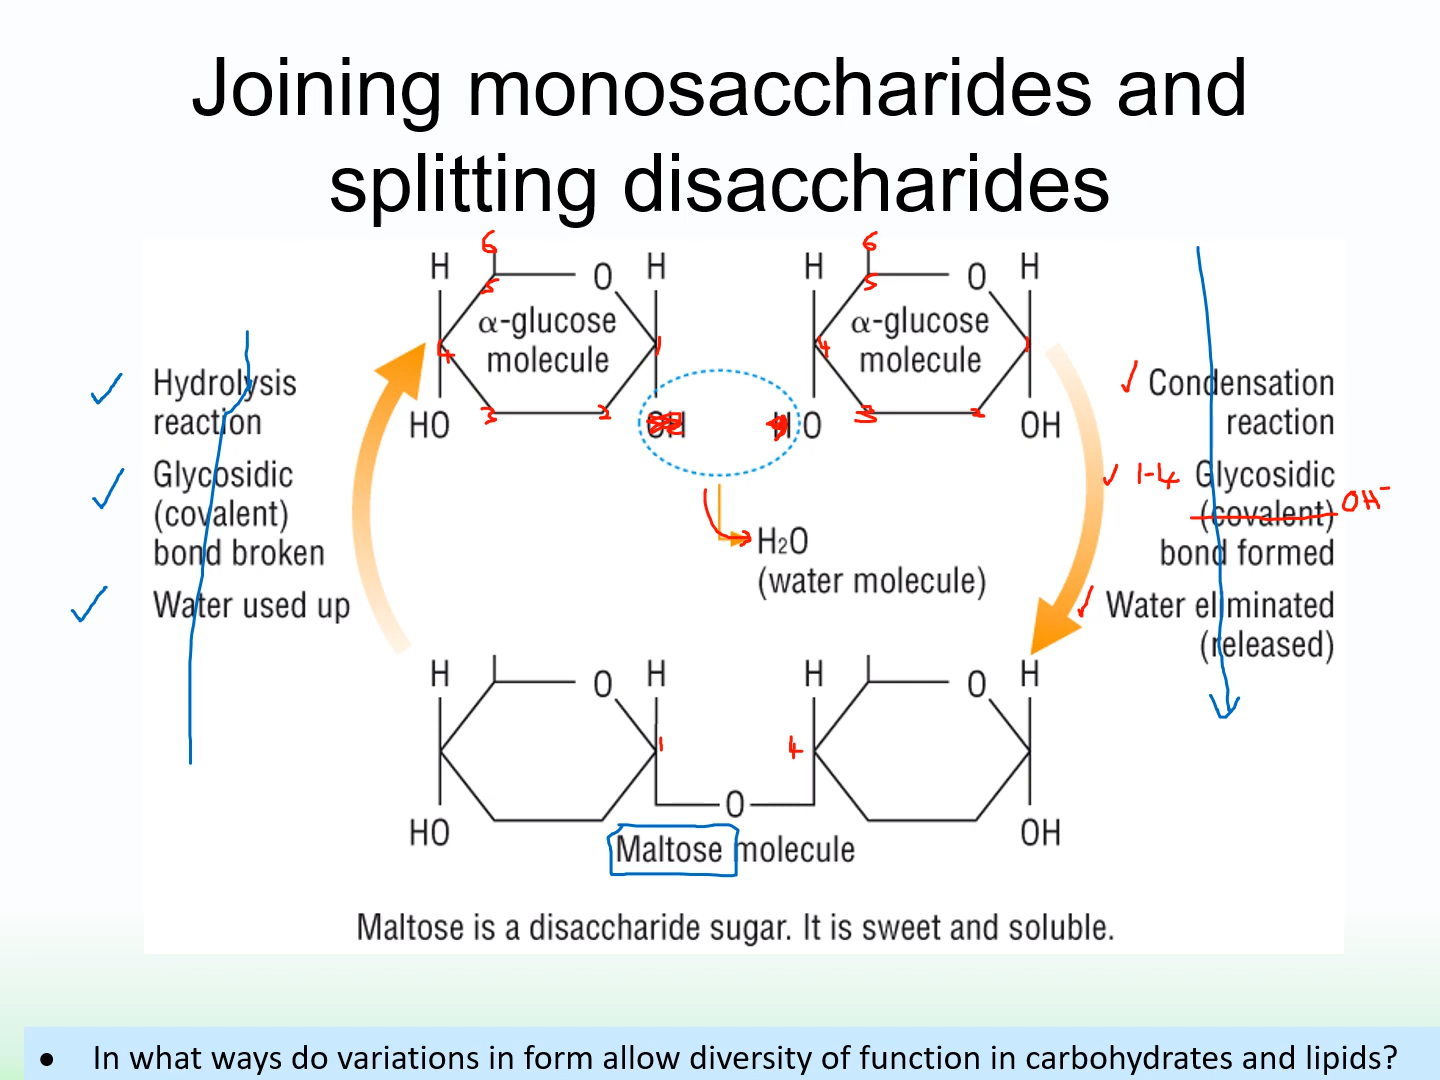 Joining monosaccharides and
splitting disaccharides
6
6
H
O
H
H
O
H
5
5
α-glucose
molecule
α-glucose
molecule
4
1
4
1
3
2
3
2
HO
OH
HO
OH
Hydrolysis
reaction
Glycosidic
(covalent)
bond broken
Water used up
H₂O
(water molecule)
Condensation
reaction
1-4 Glycosidic
(covalent) OH⁻
bond formed
Water eliminated
(released)
H
O
H
H
O
H
1
4
HO
O
OH
Maltose molecule
Maltose is a disaccharide sugar. It is sweet and soluble.
• In what ways do variations in form allow diversity of function in carbohydrates and lipids?